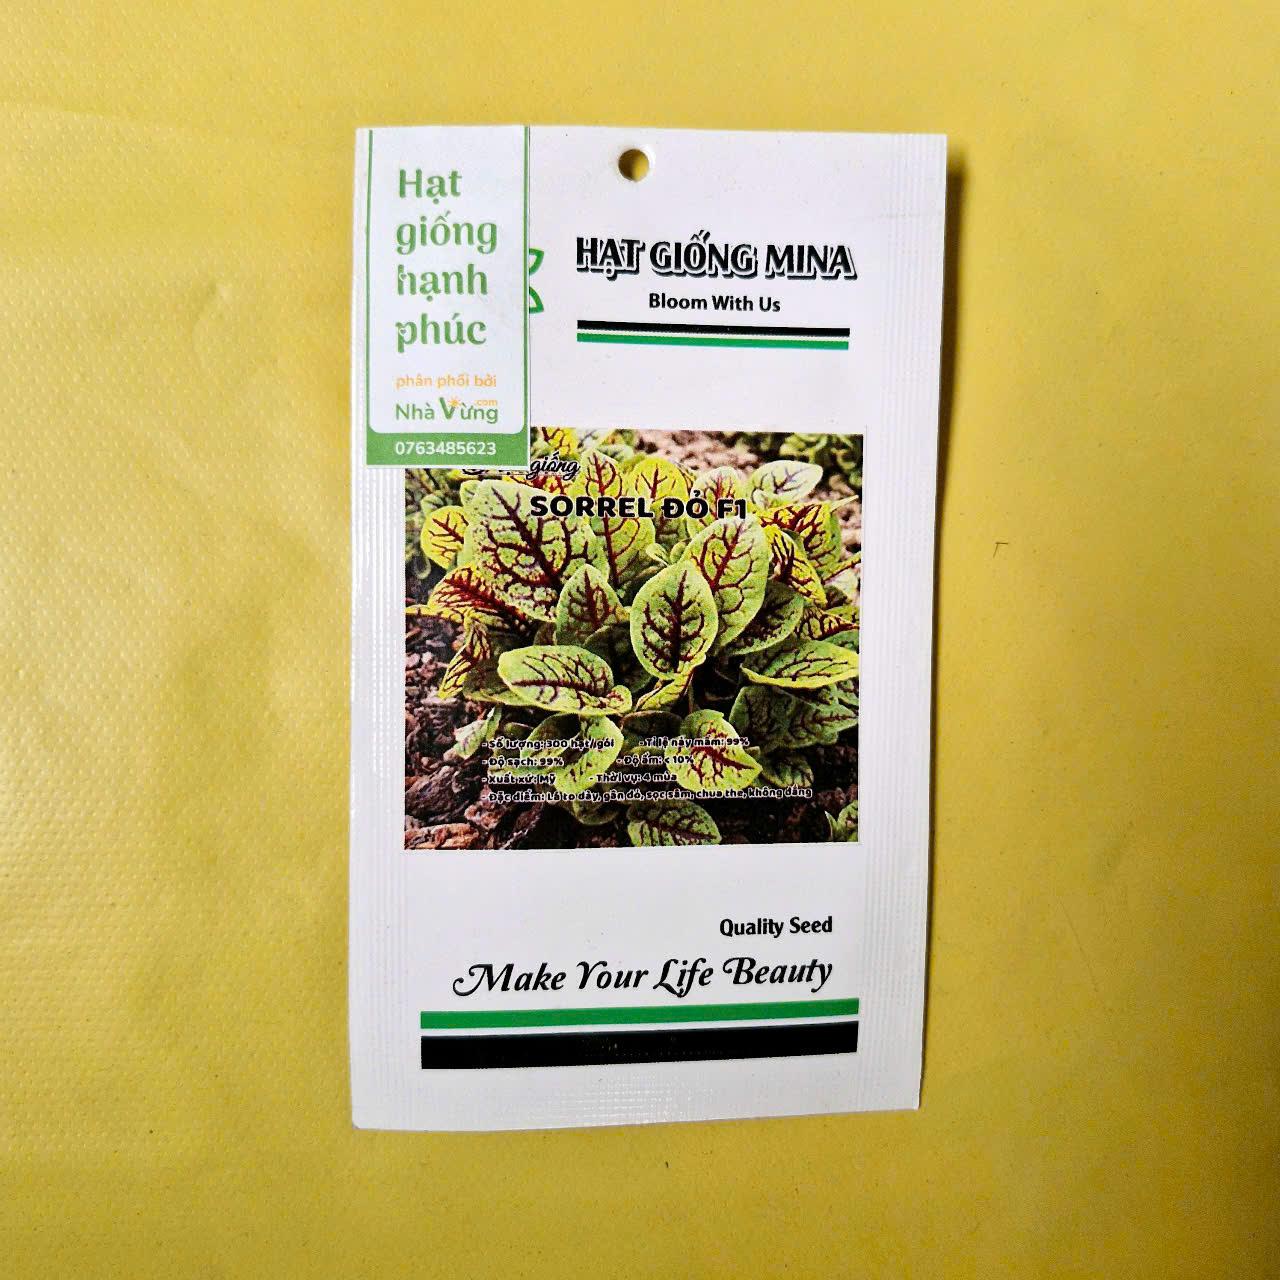 Hạt
giống
hạnh
phúc
phân phối bởi
Nhà Vừng.com
0763485623
HẠT GIỐNG MINA
Bloom With Us
giống
SORREL ĐỎ F1
- Số lượng: 300 hạt/gói - Tỉ lệ nảy mầm: 99%
- Độ sạch: 99% - Độ ẩm: < 10%
- Xuất xứ: Mỹ - Thời vụ: 4 mùa
- Đặc điểm: Lá to dày, gân đỏ, sọc sẫm, chua the, không đắng
Quality Seed
Make Your Life Beauty